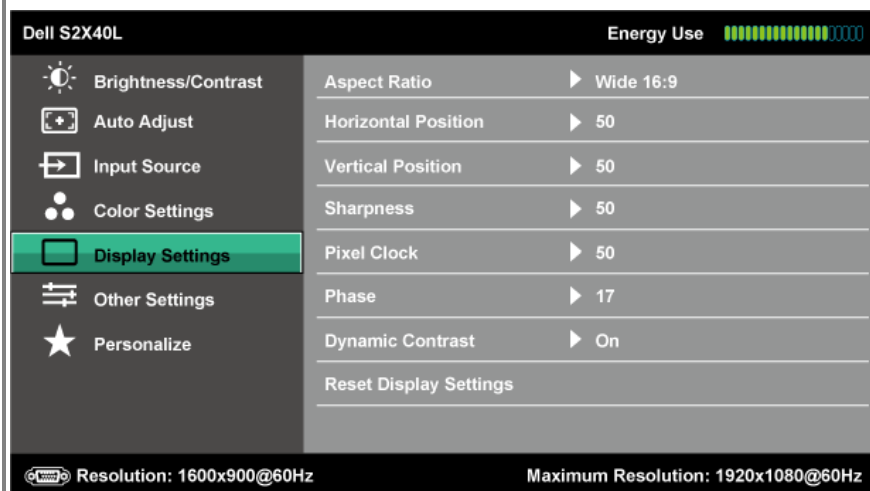 Dell S2X40L Energy Use
Brightness/Contrast Aspect Ratio Wide 16:9
Auto Adjust Horizontal Position 50
Input Source Vertical Position 50
Color Settings Sharpness 50
Display Settings Pixel Clock 50
Other Settings Phase 17
Personalize Dynamic Contrast On
Reset Display Settings
Resolution: 1600x900@60Hz Maximum Resolution: 1920x1080@60Hz